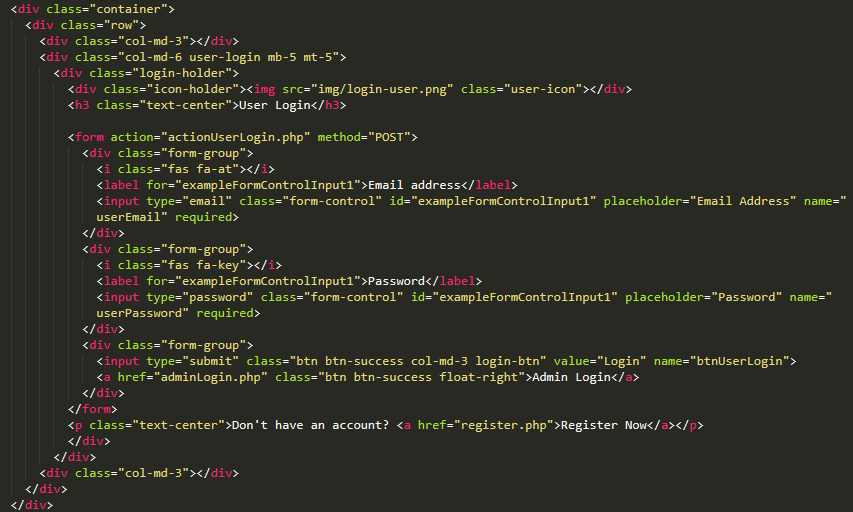 <div class="container">
  <div class="row">
    <div class="col-md-3"></div>
    <div class="col-md-6 user-login mb-5 mt-5">
      <div class="login-holder">
        <div class="icon-holder"><img src="img/login-user.png" class="user-icon"></div>
        <h3 class="text-center">User Login</h3>

        <form action="actionUserLogin.php" method="POST">
          <div class="form-group">
            <i class="fas fa-at"></i>
            <label for="exampleFormControlInput1">Email address</label>
            <input type="email" class="form-control" id="exampleFormControlInput1" placeholder="Email Address" name="
            userEmail" required>
          </div>
          <div class="form-group">
            <i class="fas fa-key"></i>
            <label for="exampleFormControlInput1">Password</label>
            <input type="password" class="form-control" id="exampleFormControlInput1" placeholder="Password" name="
            userPassword" required>
          </div>
          <div class="form-group">
            <input type="submit" class="btn btn-success col-md-3 login-btn" value="Login" name="btnUserLogin">
            <a href="adminLogin.php" class="btn btn-success float-right">Admin Login</a>
          </div>
        </form>
        <p class="text-center">Don't have an account? <a href="register.php">Register Now</a></p>
        </div>
      </div>
    <div class="col-md-3"></div>
  </div>
</div>